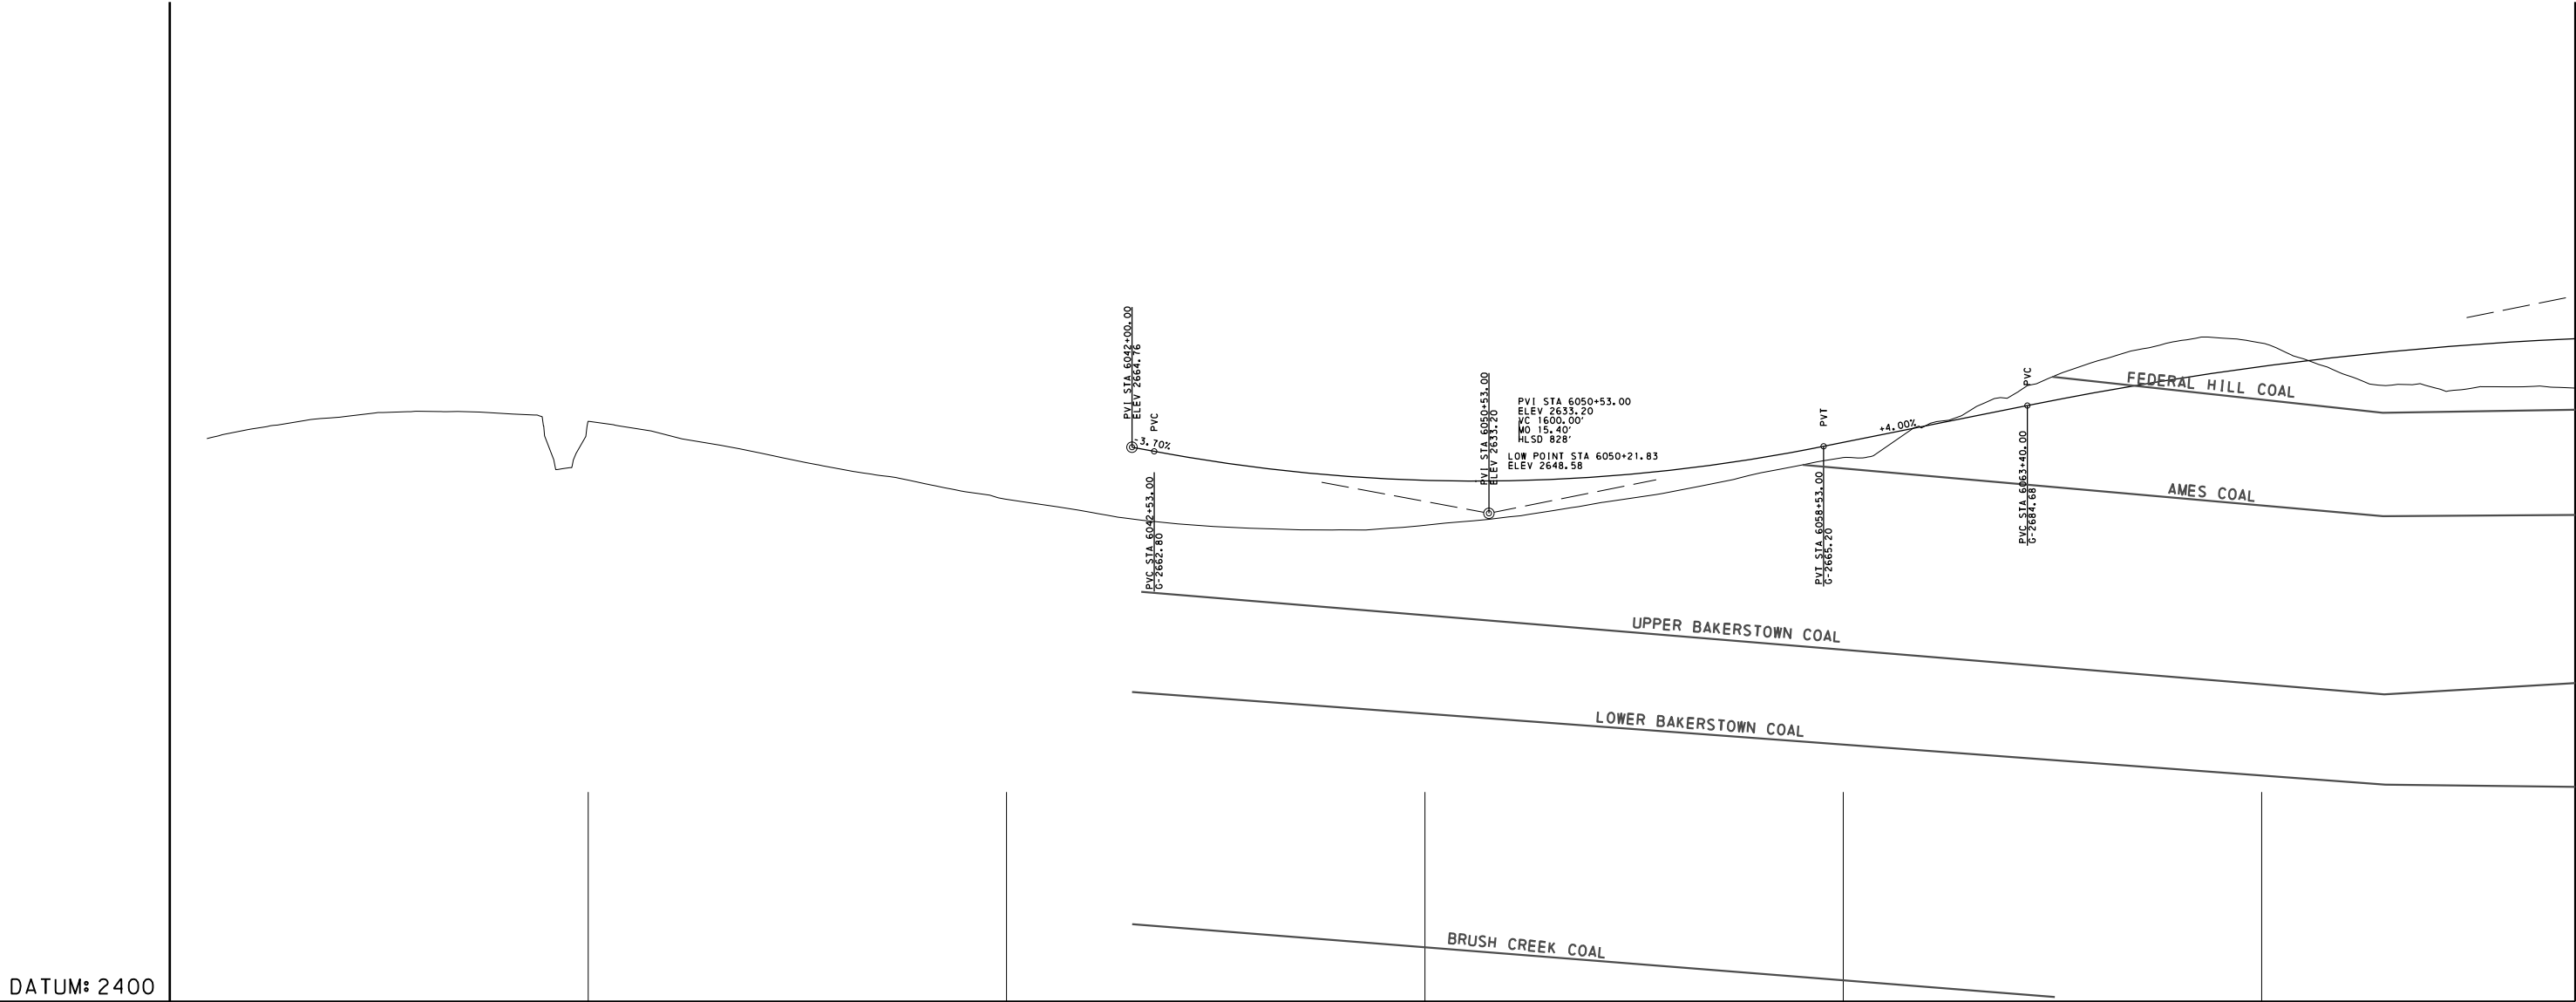 PVI STA 6042+00.00
ELEV 2664.76
PVC
-3.70%
PVC STA 6042+53.00
G-2662.80
PVI STA 6050+53.00
ELEV 2633.20
PVI STA 6050+53.00
ELEV 2633.20
VC 1600.00'
MO 15.40'
HLSD 828'
LOW POINT STA 6050+21.83
ELEV 2648.58
PVT
PVT STA 6058+53.00
G-2665.20
+4.00%
PVC
PVC STA 6063+40.00
G-2684.68
FEDERAL HILL COAL
AMES COAL
UPPER BAKERSTOWN COAL
LOWER BAKERSTOWN COAL
BRUSH CREEK COAL
DATUM: 2400